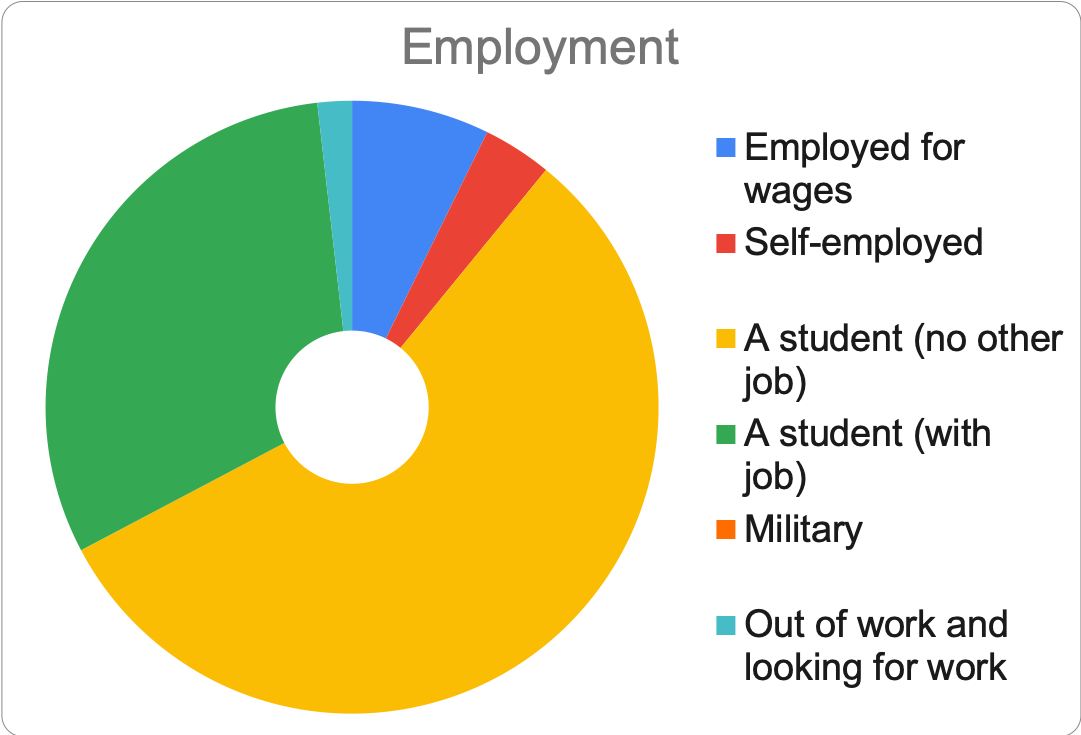 Employment
Employed for
wages
Self-employed
A student (no other
job)
A student (with
job)
Military
Out of work and
looking for work